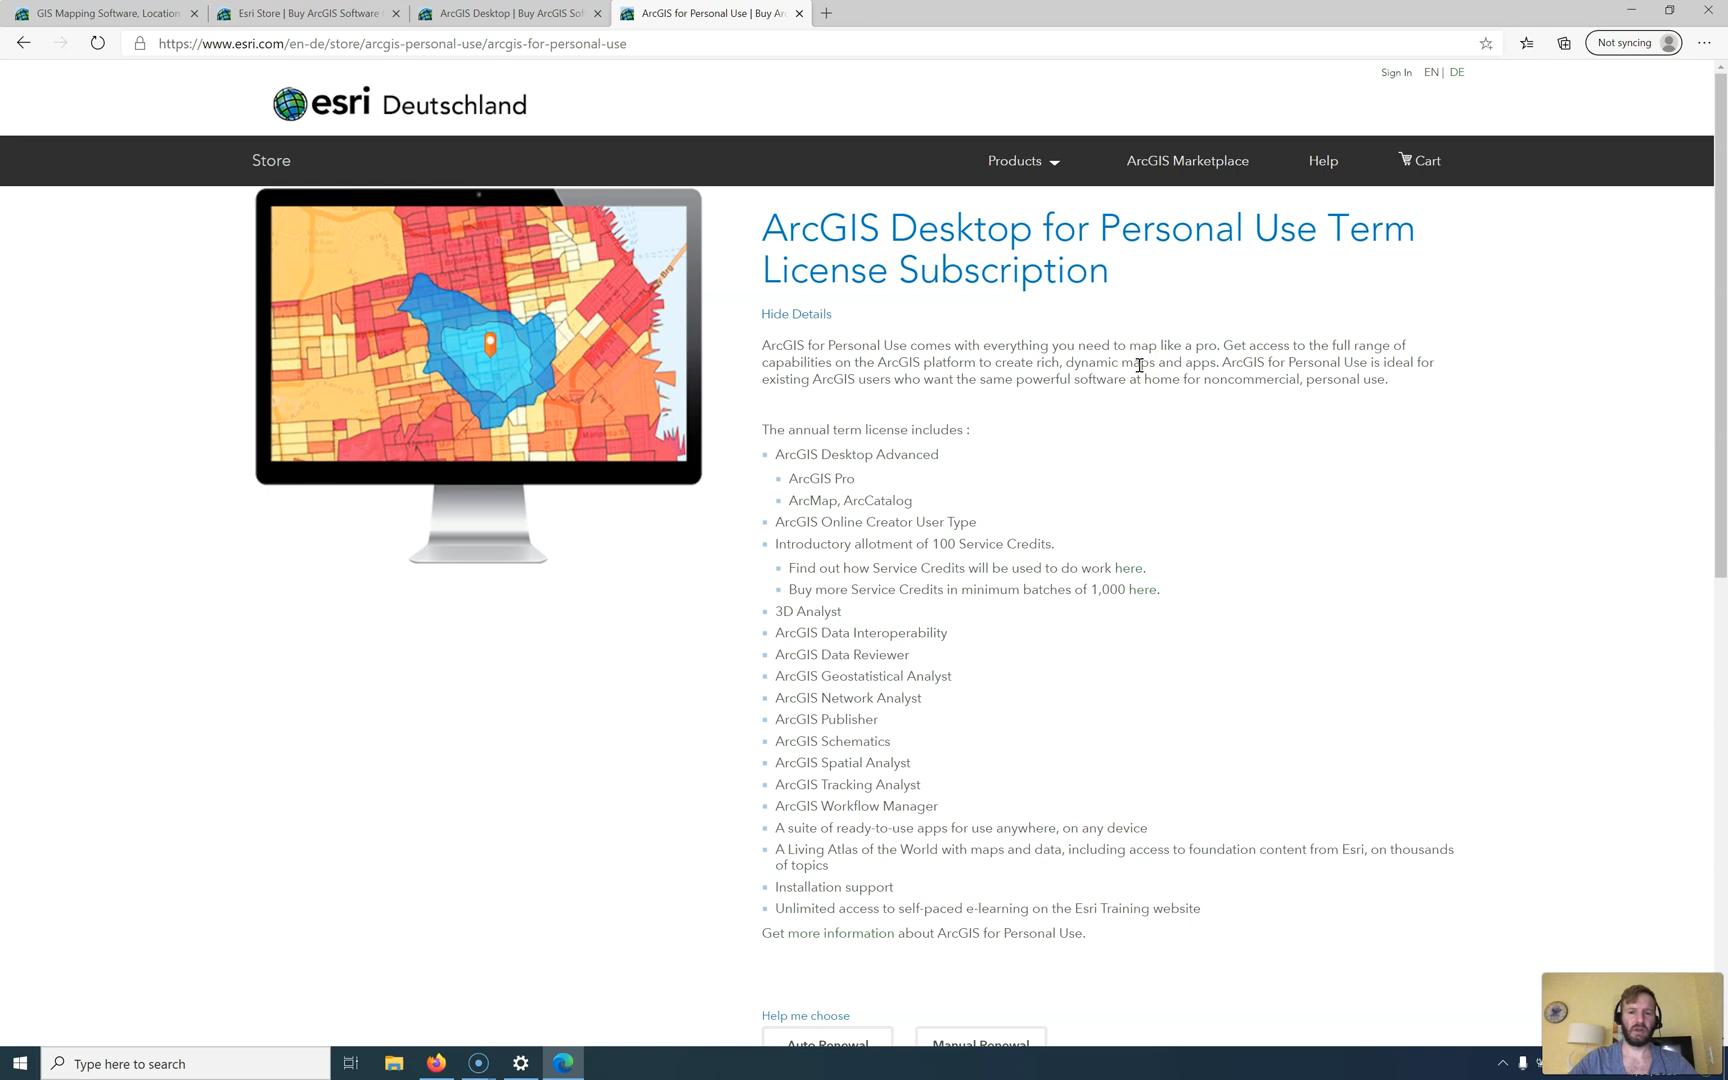 GIS Mapping Software, Location
Esri Store | Buy ArcGIS Software
ArcGIS Desktop | Buy ArcGIS Sof
ArcGIS for Personal Use | Buy Ar
https://www.esri.com/en-de/store/arcgis-personal-use/arcgis-for-personal-use
Not syncing
Sign In EN | DE
esri Deutschland
Store
Products
ArcGIS Marketplace
Help
Cart
ArcGIS Desktop for Personal Use Term
License Subscription
Hide Details
ArcGIS for Personal Use comes with everything you need to map like a pro. Get access to the full range of
capabilities on the ArcGIS platform to create rich, dynamic maps and apps. ArcGIS for Personal Use is ideal for
existing ArcGIS users who want the same powerful software at home for noncommercial, personal use.
The annual term license includes :
ArcGIS Desktop Advanced
ArcGIS Pro
ArcMap, ArcCatalog
ArcGIS Online Creator User Type
Introductory allotment of 100 Service Credits.
Find out how Service Credits will be used to do work here.
Buy more Service Credits in minimum batches of 1,000 here.
3D Analyst
ArcGIS Data Interoperability
ArcGIS Data Reviewer
ArcGIS Geostatistical Analyst
ArcGIS Network Analyst
ArcGIS Publisher
ArcGIS Schematics
ArcGIS Spatial Analyst
ArcGIS Tracking Analyst
ArcGIS Workflow Manager
A suite of ready-to-use apps for use anywhere, on any device
A Living Atlas of the World with maps and data, including access to foundation content from Esri, on thousands
of topics
Installation support
Unlimited access to self-paced e-learning on the Esri Training website
Get more information about ArcGIS for Personal Use.
Help me choose
Auto Renewal
Manual Renewal
Type here to search